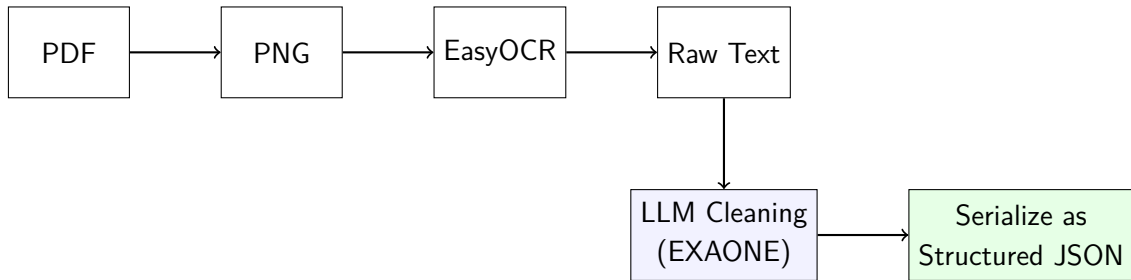 PDF
PNG
EasyOCR
Raw Text
LLM Cleaning
(EXAONE)
Serialize as
Structured JSON